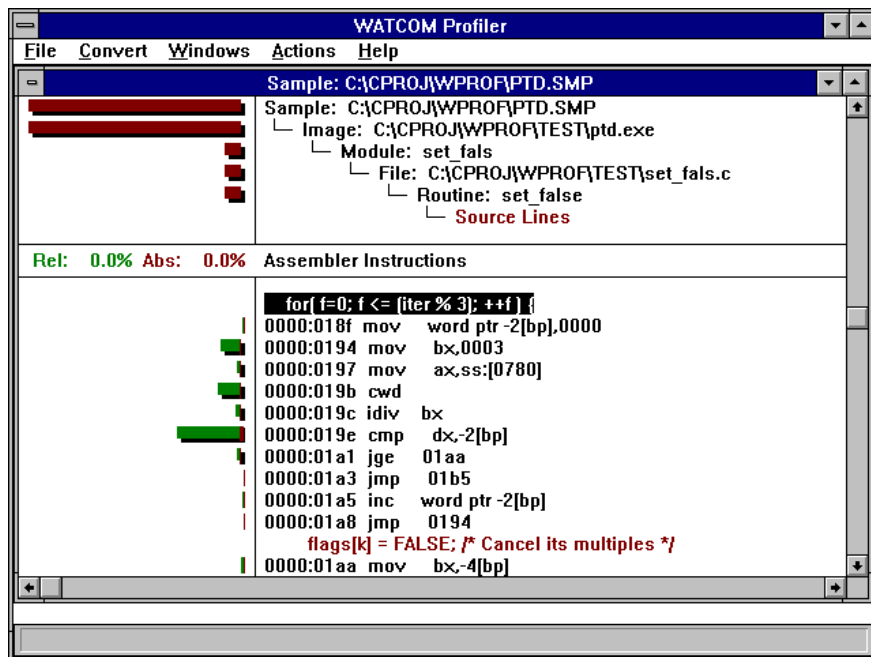 WATCOM Profiler
File Convert Windows Actions Help
Sample: C:\CPROJ\WPROF\PTD.SMP
Sample: C:\CPROJ\WPROF\PTD.SMP
Image: C:\CPROJ\WPROF\TEST\ptd.exe
Module: set_fals
File: C:\CPROJ\WPROF\TEST\set_fals.c
Routine: set_false
Source Lines
Rel: 0.0% Abs: 0.0% Assembler Instructions
for( f=0; f <= (iter % 3); ++f ) {
0000:018f mov word ptr -2[bp],0000
0000:0194 mov bx,0003
0000:0197 mov ax,ss:[0780]
0000:019b cwd
0000:019c idiv bx
0000:019e cmp dx,-2[bp]
0000:01a1 jge 01aa
0000:01a3 jmp 01b5
0000:01a5 inc word ptr -2[bp]
0000:01a8 jmp 0194
flags[k] = FALSE; /* Cancel its multiples */
0000:01aa mov bx,-4[bp]